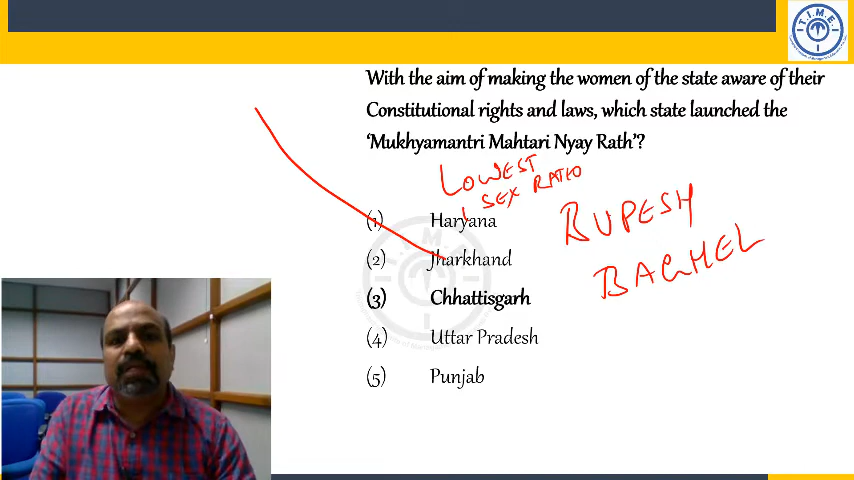 T.I.M.E.
With the aim of making the women of the state aware of their
Constitutional rights and laws, which state launched the
‘Mukhyamantri Mahtari Nyay Rath’?
LOWEST
SEX RATIO
(1) Haryana
BUPESH
(2) Jharkhand
BAGHEL
(3) Chhattisgarh
(4) Uttar Pradesh
(5) Punjab